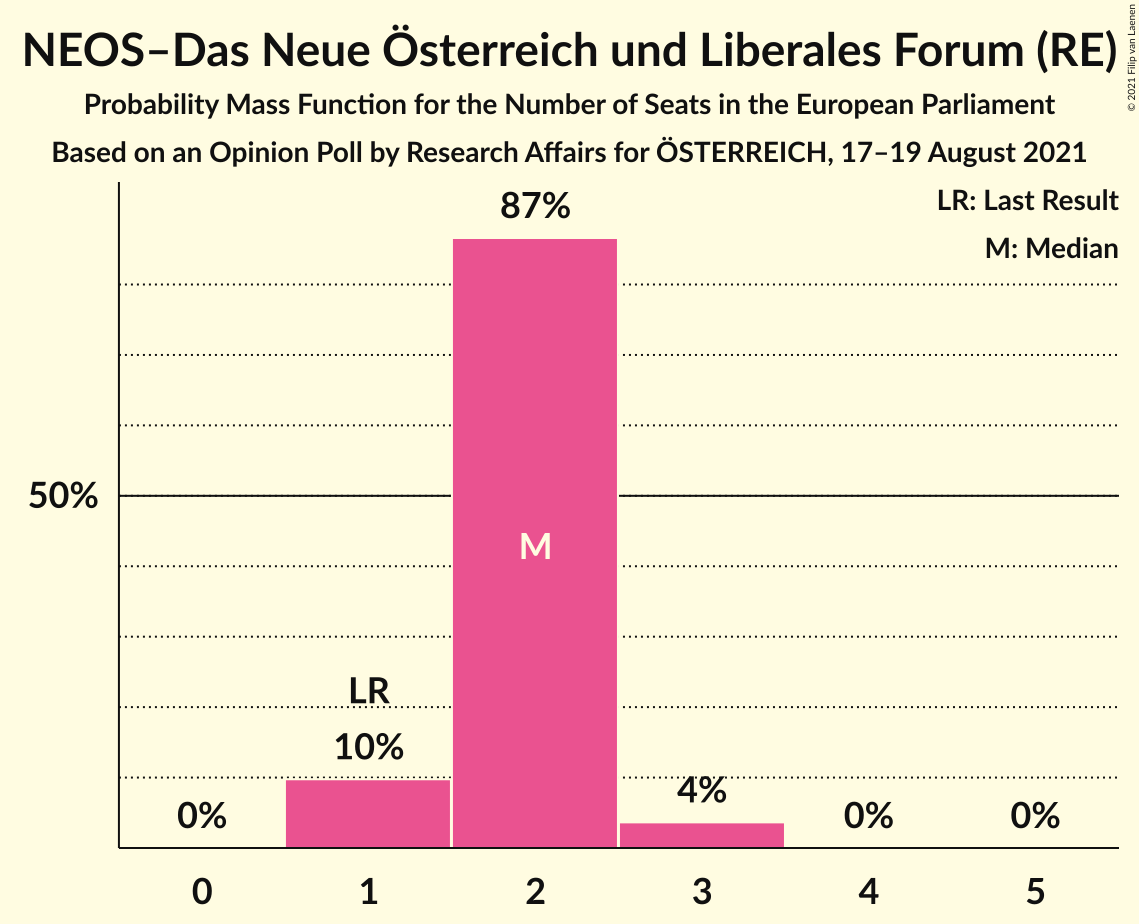 NEOS–Das Neue Österreich und Liberales Forum (RE)
Probability Mass Function for the Number of Seats in the European Parliament
Based on an Opinion Poll by Research Affairs for ÖSTERREICH, 17–19 August 2021
© 2021 Filip van Laenen
LR: Last Result
M: Median
87%
50%
M
LR
10%
4%
0%
0%
0%
0 1 2 3 4 5